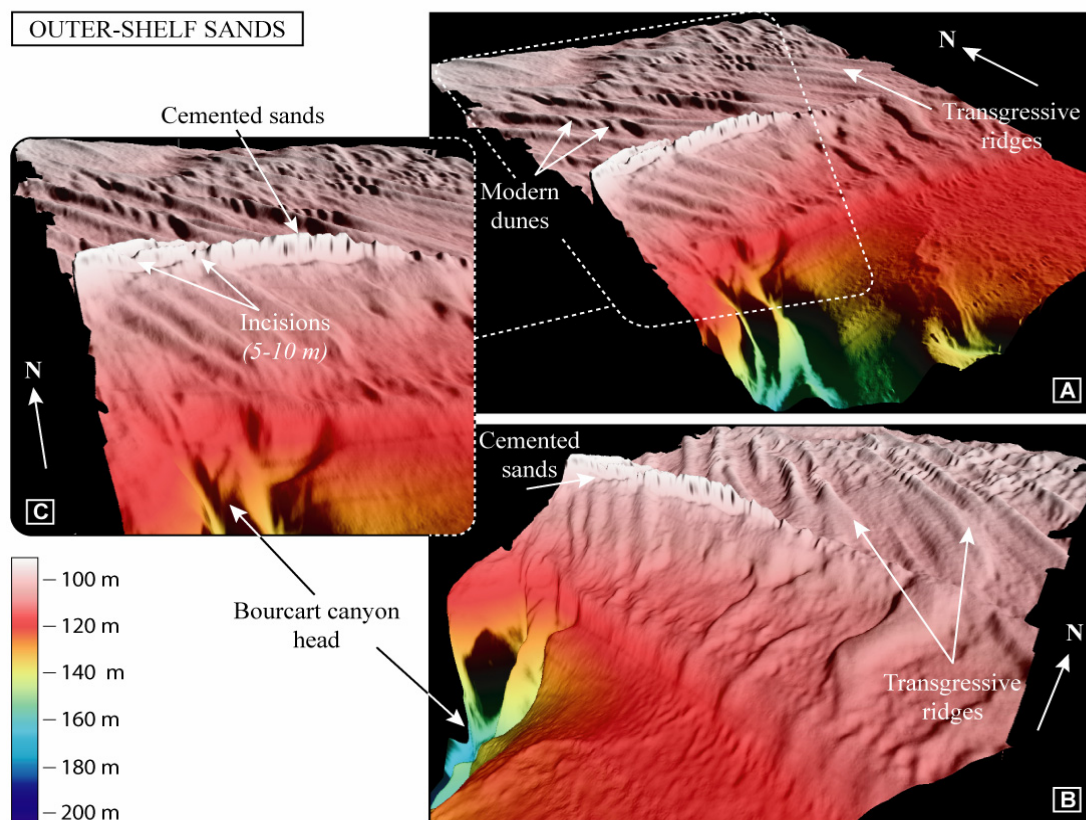 OUTER-SHELF SANDS
N
Transgressive
ridges
Modern
dunes
A
Cemented sands
Incisions
(5-10 m)
N
C
Cemented
sands
Bourcart canyon
head
N
Transgressive
ridges
B
100 m
120 m
140 m
160 m
180 m
200 m